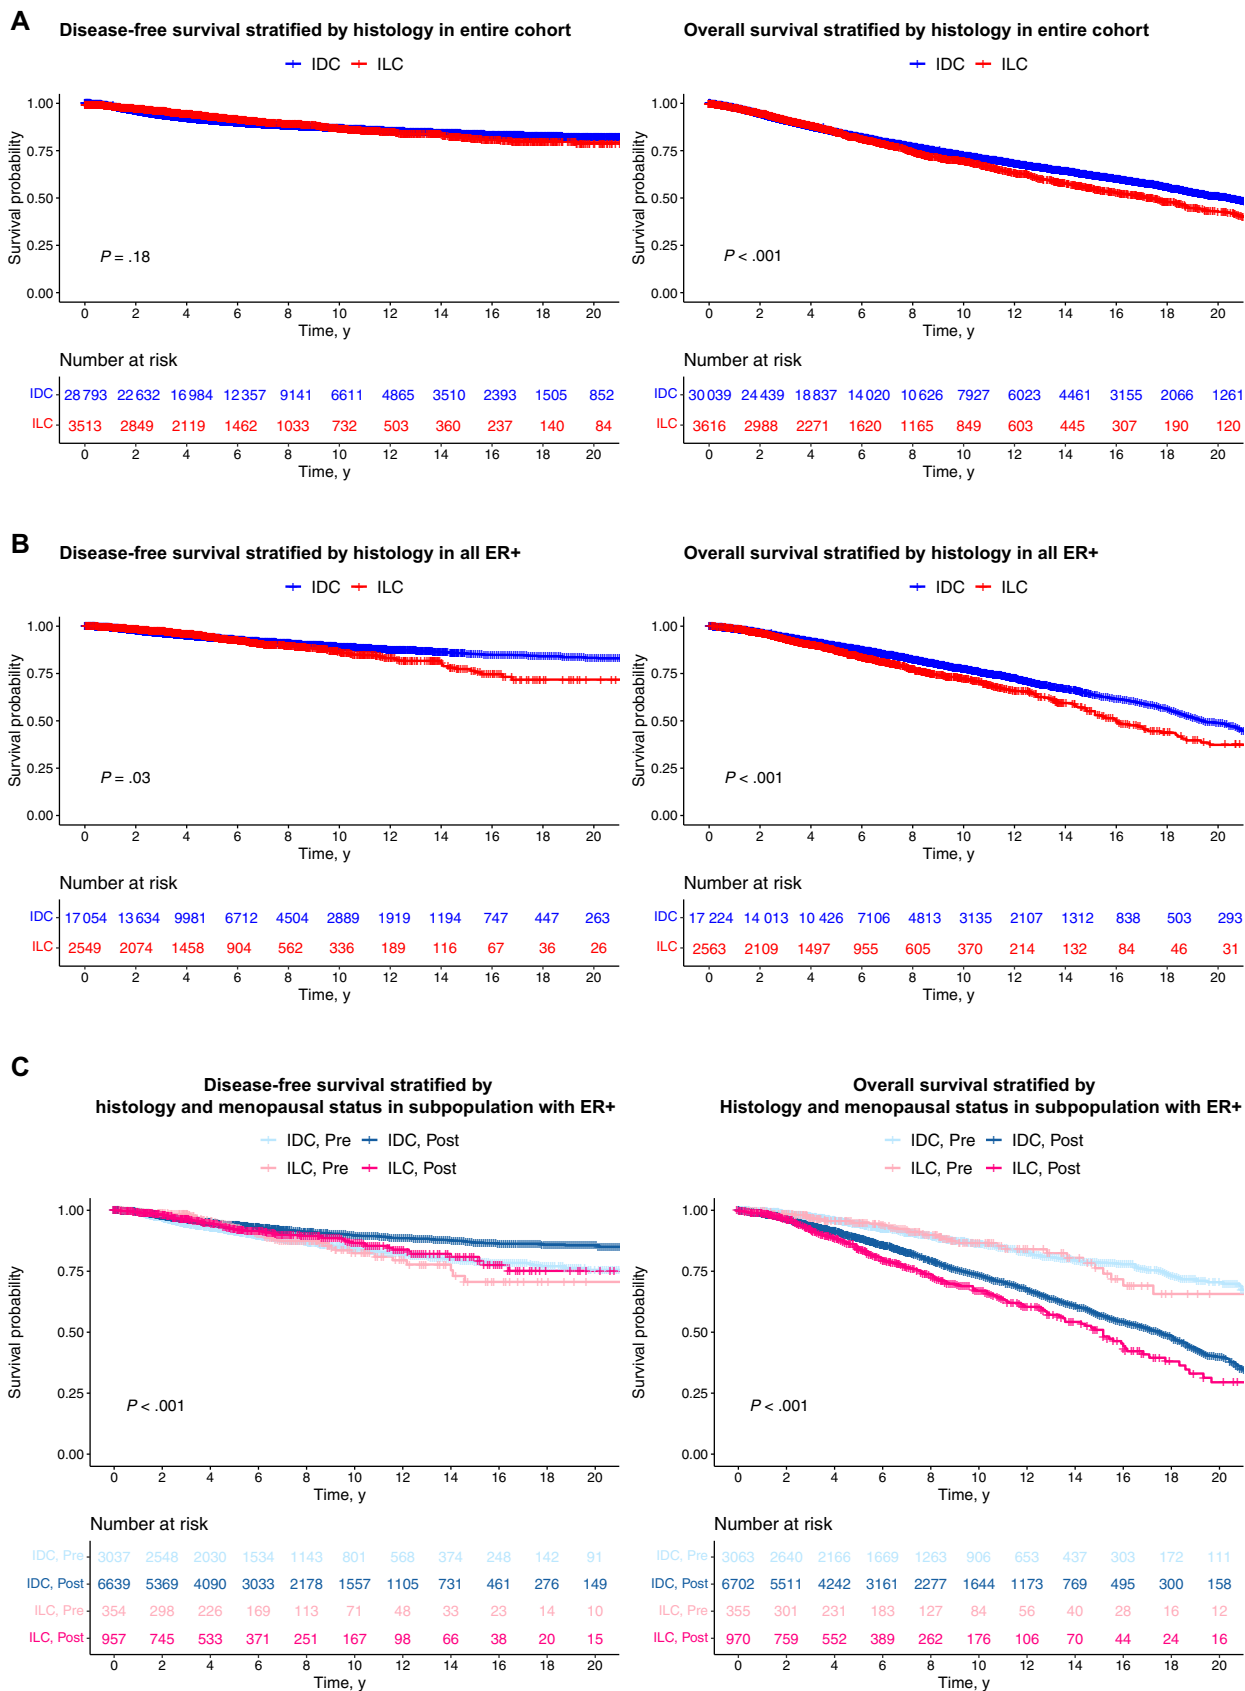 A
Disease-free survival stratified by histology in entire cohort
IDC ILC
Survival probability
1.00
0.75
0.50
0.25
0.00
P = .18
0 2 4 6 8 10 12 14 16 18 20
Time, y
Number at risk
IDC 28 793 22 632 16 984 12 357 9141 6611 4865 3510 2393 1505 852
ILC 3513 2849 2119 1462 1033 732 503 360 237 140 84
0 2 4 6 8 10 12 14 16 18 20
Time, y
Overall survival stratified by histology in entire cohort
IDC ILC
Survival probability
1.00
0.75
0.50
0.25
0.00
P < .001
0 2 4 6 8 10 12 14 16 18 20
Time, y
Number at risk
IDC 30 039 24 439 18 837 14 020 10 626 7927 6023 4461 3155 2066 1261
ILC 3616 2988 2271 1620 1165 849 603 445 307 190 120
0 2 4 6 8 10 12 14 16 18 20
Time, y
B
Disease-free survival stratified by histology in all ER+
IDC ILC
Survival probability
1.00
0.75
0.50
0.25
0.00
P = .03
0 2 4 6 8 10 12 14 16 18 20
Time, y
Number at risk
IDC 17 054 13 634 9981 6712 4504 2889 1919 1194 747 447 263
ILC 2549 2074 1458 904 562 336 189 116 67 36 26
0 2 4 6 8 10 12 14 16 18 20
Time, y
Overall survival stratified by histology in all ER+
IDC ILC
Survival probability
1.00
0.75
0.50
0.25
0.00
P < .001
0 2 4 6 8 10 12 14 16 18 20
Time, y
Number at risk
IDC 17 224 14 013 10 426 7106 4813 3135 2107 1312 838 503 293
ILC 2563 2109 1497 955 605 370 214 132 84 46 31
0 2 4 6 8 10 12 14 16 18 20
Time, y
C
Disease-free survival stratified by
histology and menopausal status in subpopulation with ER+
IDC, Pre IDC, Post
ILC, Pre ILC, Post
Survival probability
1.00
0.75
0.50
0.25
0.00
P < .001
0 2 4 6 8 10 12 14 16 18 20
Time, y
Number at risk
IDC, Pre 3037 2548 2030 1534 1143 801 568 374 248 142 91
IDC, Post 6639 5369 4090 3033 2178 1557 1105 731 461 276 149
ILC, Pre 354 298 226 169 113 71 48 33 23 14 10
ILC, Post 957 745 533 371 251 167 98 66 38 20 15
0 2 4 6 8 10 12 14 16 18 20
Time, y
Overall survival stratified by
Histology and menopausal status in subpopulation with ER+
IDC, Pre IDC, Post
ILC, Pre ILC, Post
Survival probability
1.00
0.75
0.50
0.25
0.00
P < .001
0 2 4 6 8 10 12 14 16 18 20
Time, y
Number at risk
IDC, Pre 3063 2640 2166 1669 1263 906 653 437 303 172 111
IDC, Post 6702 5511 4242 3161 2277 1644 1173 769 495 300 158
ILC, Pre 355 301 231 183 127 84 56 40 28 16 12
ILC, Post 970 759 552 389 262 176 106 70 44 24 16
0 2 4 6 8 10 12 14 16 18 20
Time, y